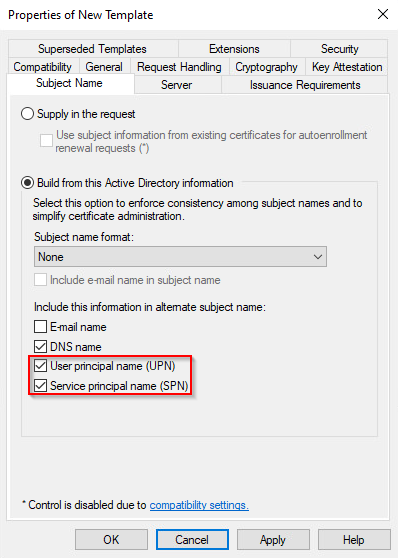 Properties of New Template
Superseded Templates Extensions Security
Compatibility General Request Handling Cryptography Key Attestation
Subject Name Server Issuance Requirements
Supply in the request
Use subject information from existing certificates for autoenrollment
renewal requests (*)
Build from this Active Directory information
Select this option to enforce consistency among subject names and to
simplify certificate administration.
Subject name format:
None
Include e-mail name in subject name
Include this information in alternate subject name:
E-mail name
DNS name
User principal name (UPN)
Service principal name (SPN)
* Control is disabled due to compatibility settings.
OK Cancel Apply Help